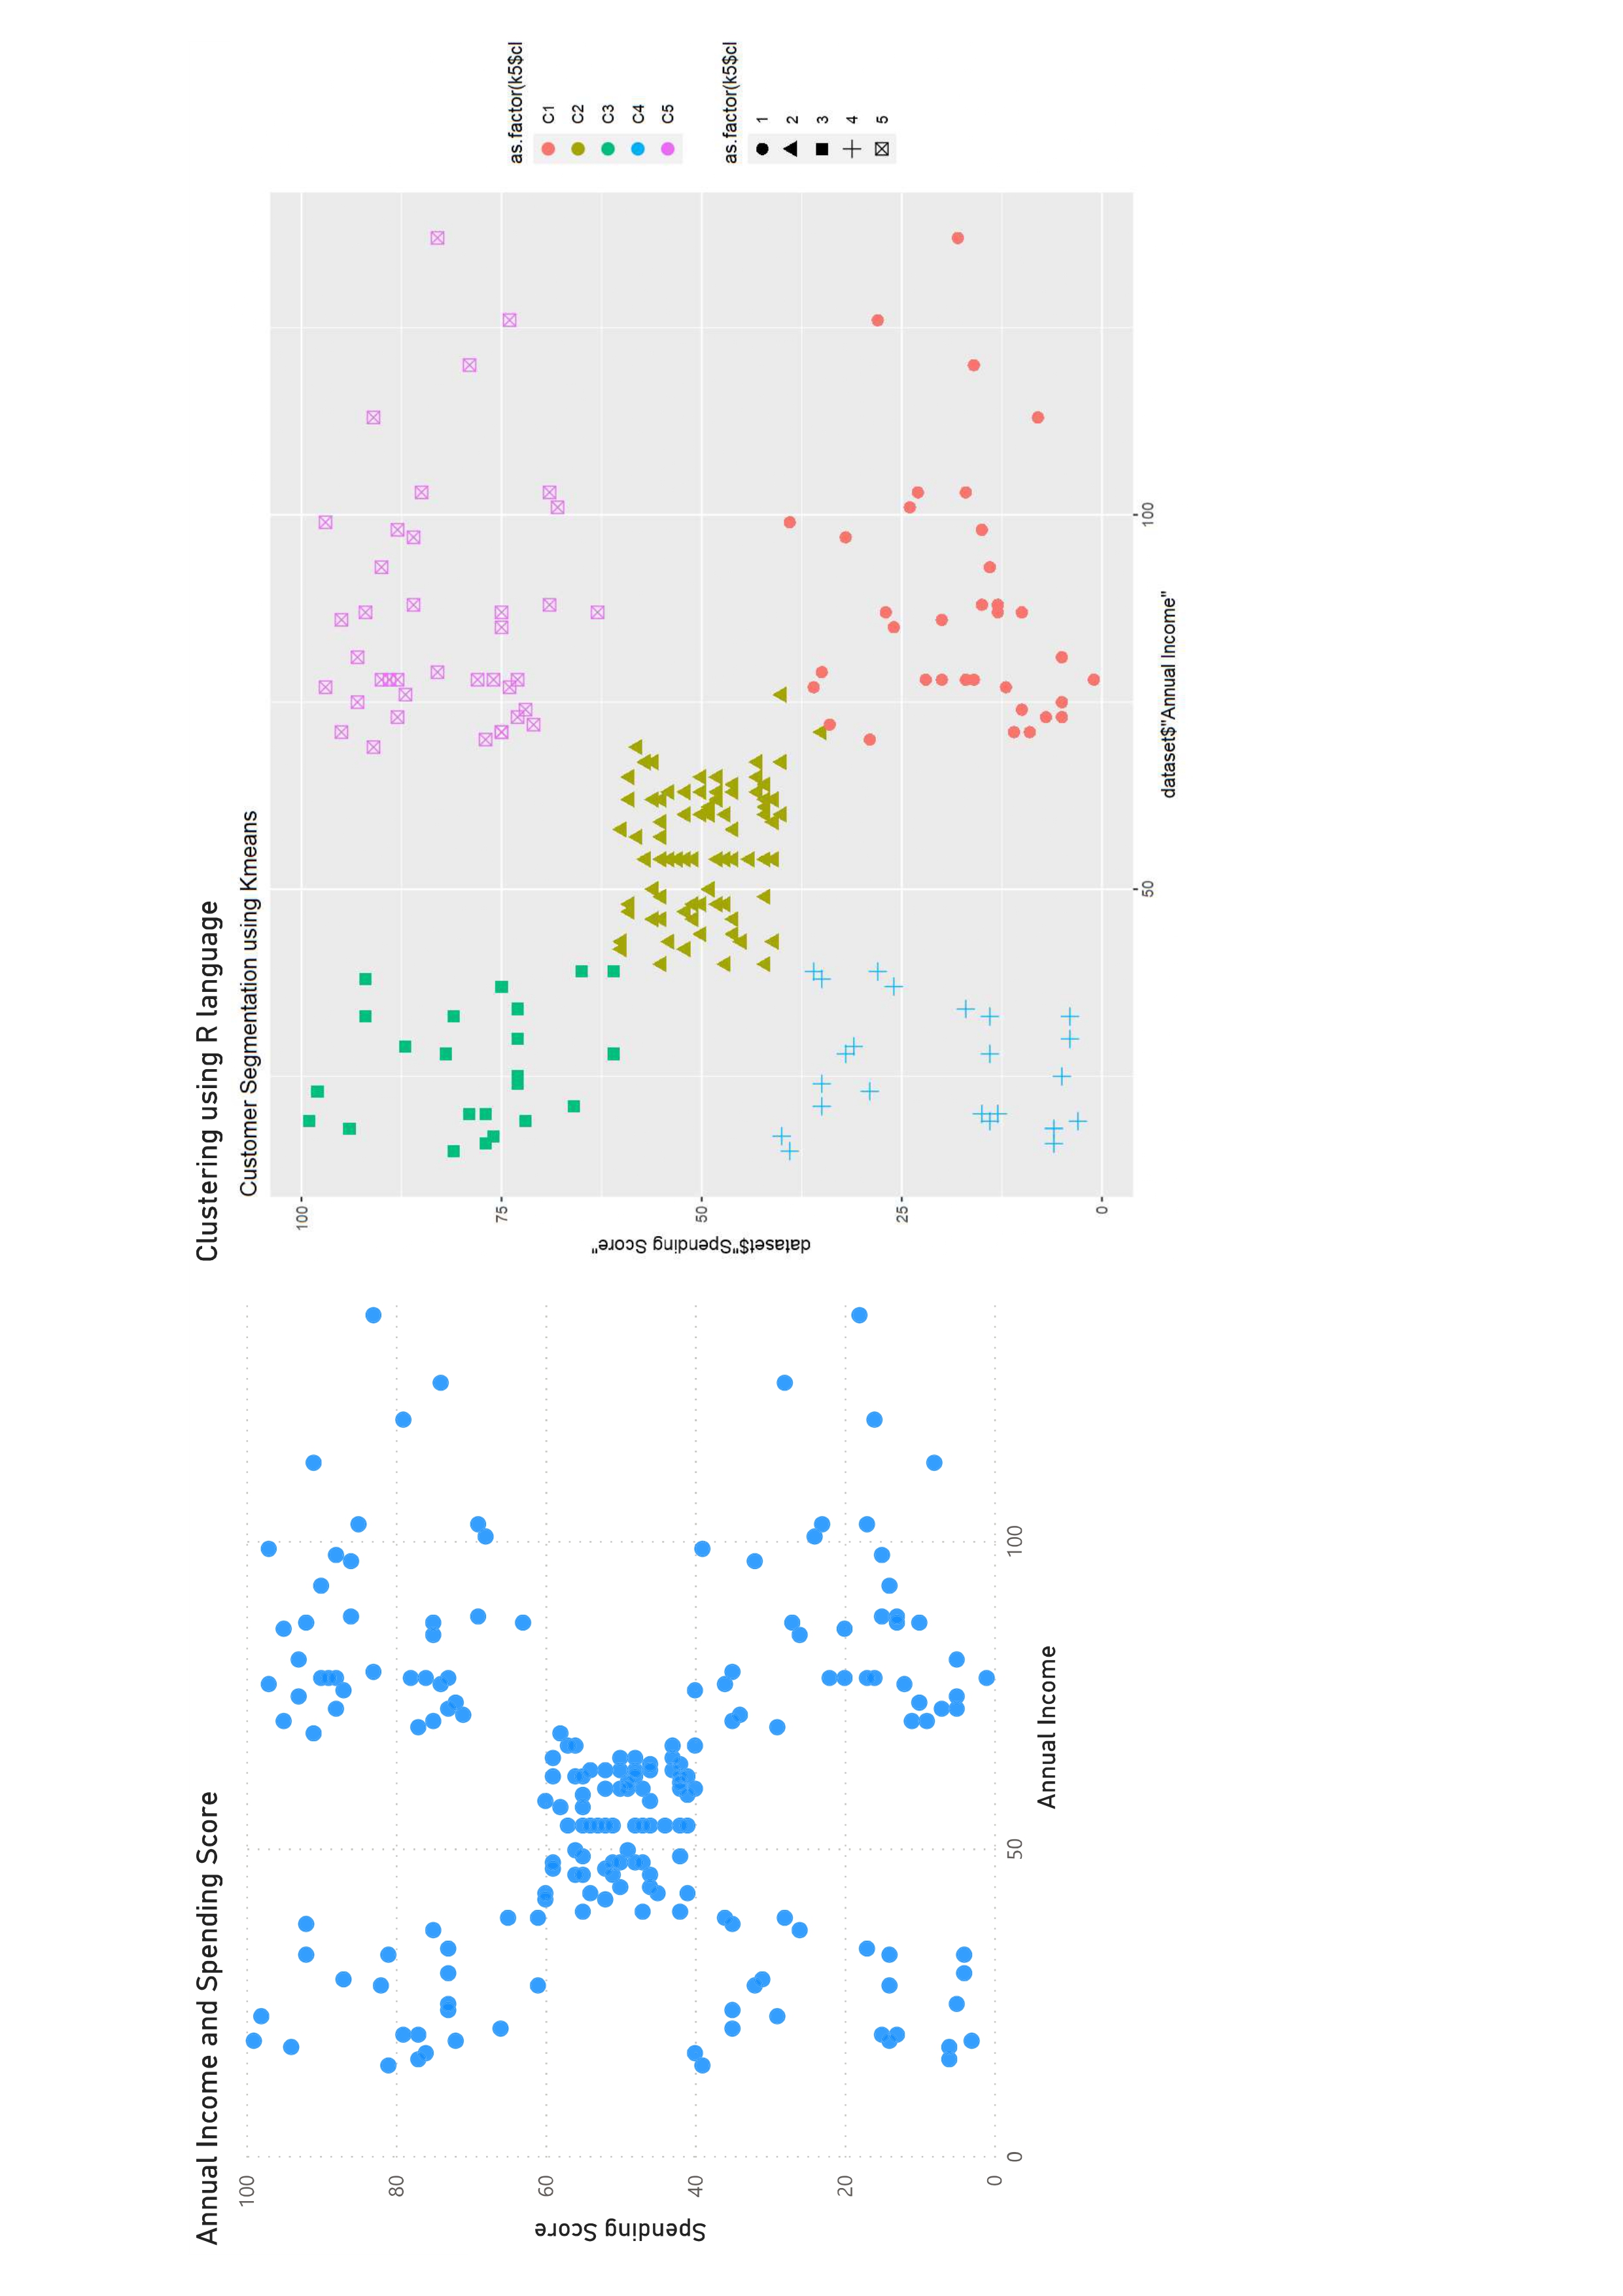 Annual Income and Spending Score
100
80
60
40
20
0
0 50 100
Spending Score
Annual Income
Clustering using R language
Customer Segmentation using Kmeans
100
75
50
25
0
50 100
dataset$"Spending Score"
dataset$"Annual Income"
as.factor(k5$cl
C1
C2
C3
C4
C5
as.factor(k5$cl
1
2
3
4
5